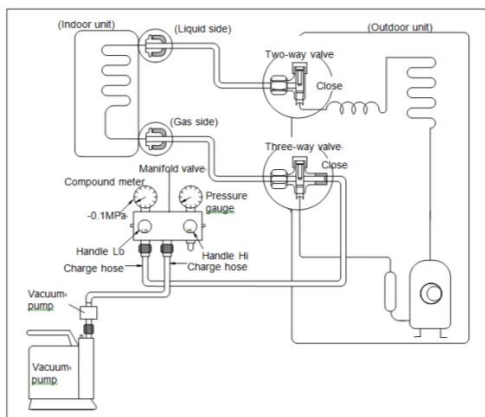 (Liquid side)
(Outdoor unit)
Indoor unit)
Two-way valve
Close
(Gas side)
Three-way valve
Close
Manifold valve
Compound meter
Pressure
gauge
-0.1MPa
Handle Lo
Handle Hi
Charge hose
Charge hose
Vacuum
pump
Vacuum
pump